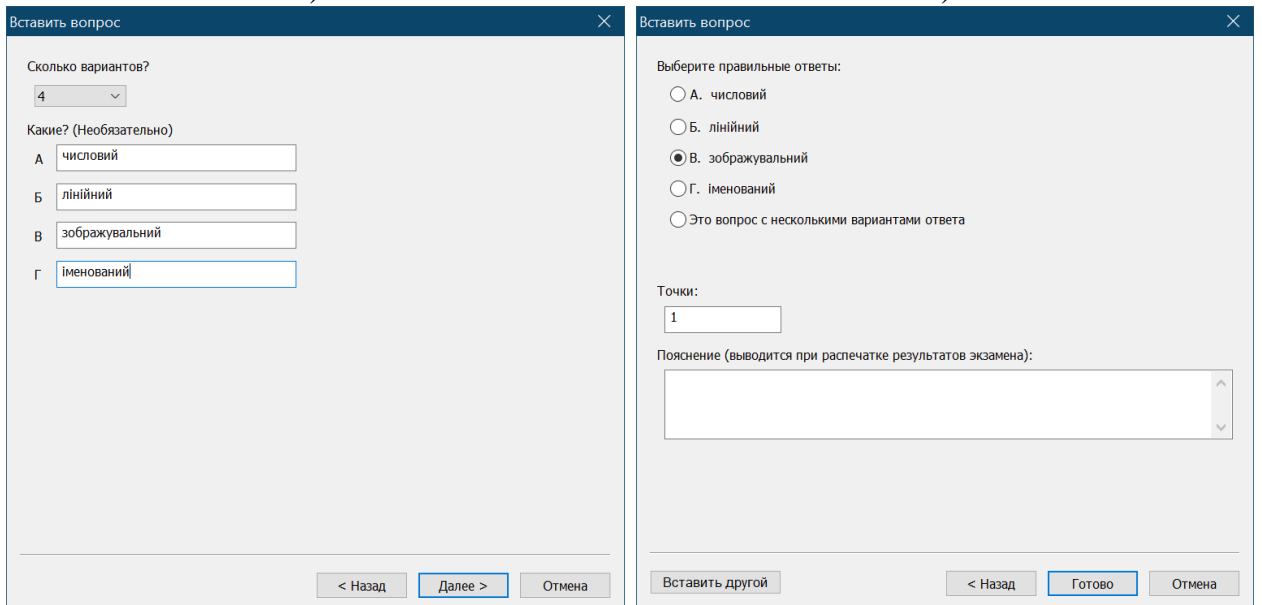 Вставить вопрос
Сколько вариантов?
4
Какие? (Необязательно)
А числовий
Б лінійний
В зображувальний
Г іменований
< Назад Далее > Отмена
Вставить вопрос
Выберите правильные ответы:
А. числовий
Б. лінійний
В. зображувальний
Г. іменований
Это вопрос с несколькими вариантами ответа
Точки:
1
Пояснение (выводится при распечатке результатов экзамена):
Вставить другой < Назад Готово Отмена